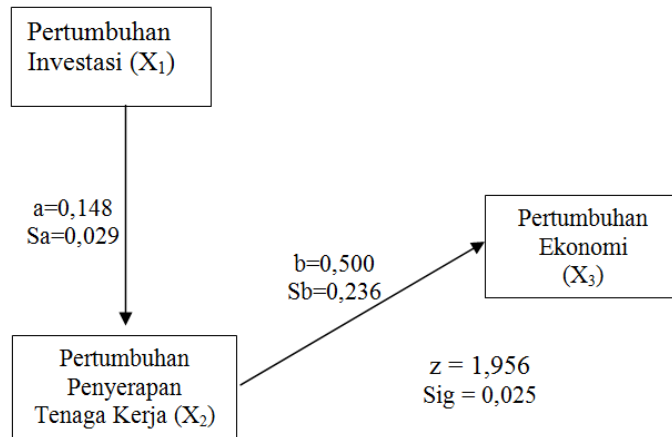 Pertumbuhan
Investasi (X₁)
a=0,148
Sa=0,029
Pertumbuhan
Ekonomi
(X₃)
b=0,500
Sb=0,236
Pertumbuhan
Penyerapan
Tenaga Kerja (X₂)
z = 1,956
Sig = 0,025